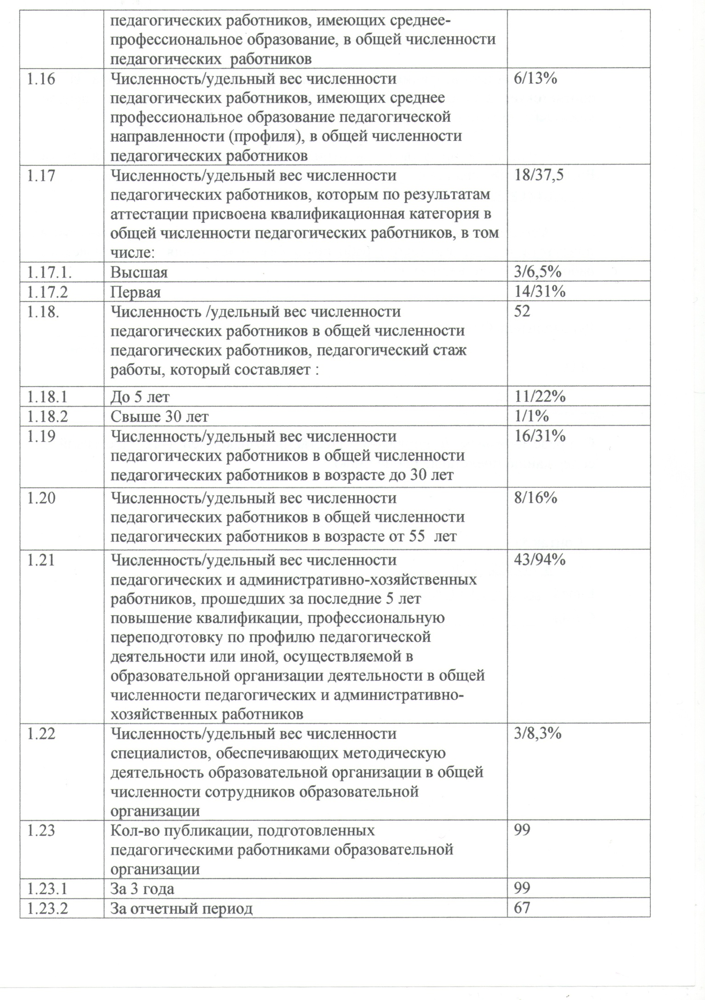 педагогических работников, имеющих среднее-
профессиональное образование, в общей численности
педагогических работников
1.16
Численность/удельный вес численности
6/13%
педагогических работников, имеющих среднее
профессиональное образование педагогической
направленности (профиля), в общей численности
педагогических работников
1.17
Численность/удельный вес численности
18/37,5
педагогических работников, которым по результатам
аттестации присвоена квалификационная категория в
общей численности педагогических работников, в том
числе:
1.17.1.
Высшая
3/6,5%
1.17.2
Первая
14/31%
1.18.
Численность /удельный вес численности
52
педагогических работников в общей численности
педагогических работников, педагогический стаж
работы, который составляет :
1.18.1
До 5 лет
11/22%
1.18.2
Свыше 30 лет
1/1%
1.19
Численность/удельный вес численности
16/31%
педагогических работников в общей численности
педагогических работников в возрасте до 30 лет
1.20
Численность/удельный вес численности
8/16%
педагогических работников в общей численности
педагогических работников в возрасте от 55 лет
1.21
Численность/удельный вес численности
43/94%
педагогических и административно-хозяйственных
работников, прошедших за последние 5 лет
повышение квалификации, профессиональную
переподготовку по профилю педагогической
деятельности или иной, осуществляемой в
образовательной организации деятельности в общей
численности педагогических и административно-
хозяйственных работников
1.22
Численность/удельный вес численности
3/8,3%
специалистов, обеспечивающих методическую
деятельность образовательной организации в общей
численности сотрудников образовательной
организации
1.23
Кол-во публикации, подготовленных
99
педагогическими работниками образовательной
организации
1.23.1
За 3 года
99
1.23.2
За отчетный период
67